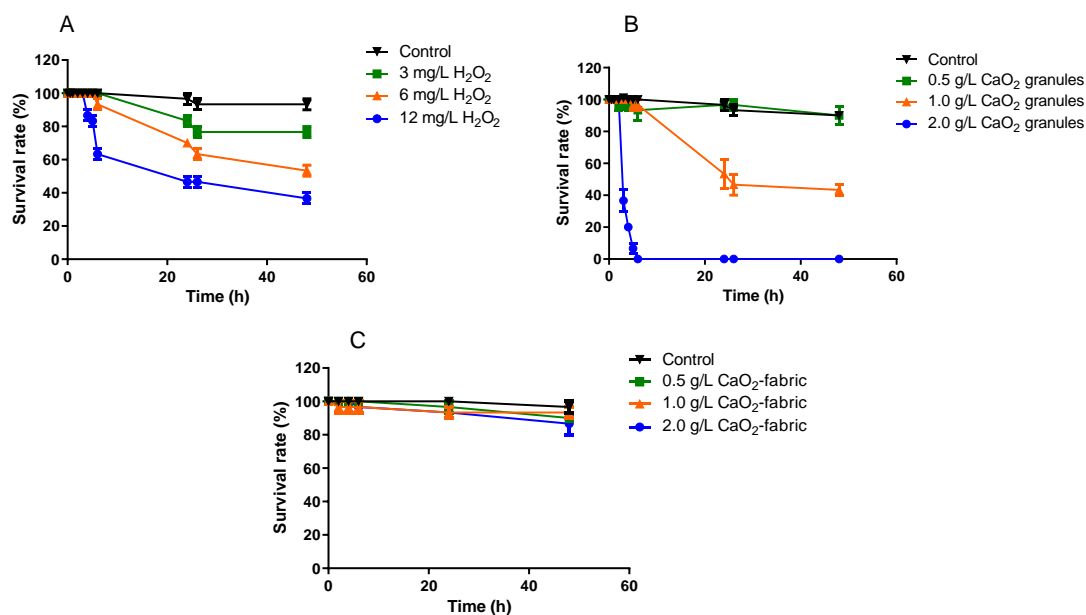 A
Control
3 mg/L H₂O₂
6 mg/L H₂O₂
12 mg/L H₂O₂
Survival rate (%)
120
100
80
60
40
20
0
0 20 40 60
Time (h)
B
Control
0.5 g/L CaO₂ granules
1.0 g/L CaO₂ granules
2.0 g/L CaO₂ granules
Survival rate (%)
120
100
80
60
40
20
0
0 20 40 60
Time (h)
C
Control
0.5 g/L CaO₂-fabric
1.0 g/L CaO₂-fabric
2.0 g/L CaO₂-fabric
Survival rate (%)
120
100
80
60
40
20
0
0 20 40 60
Time (h)